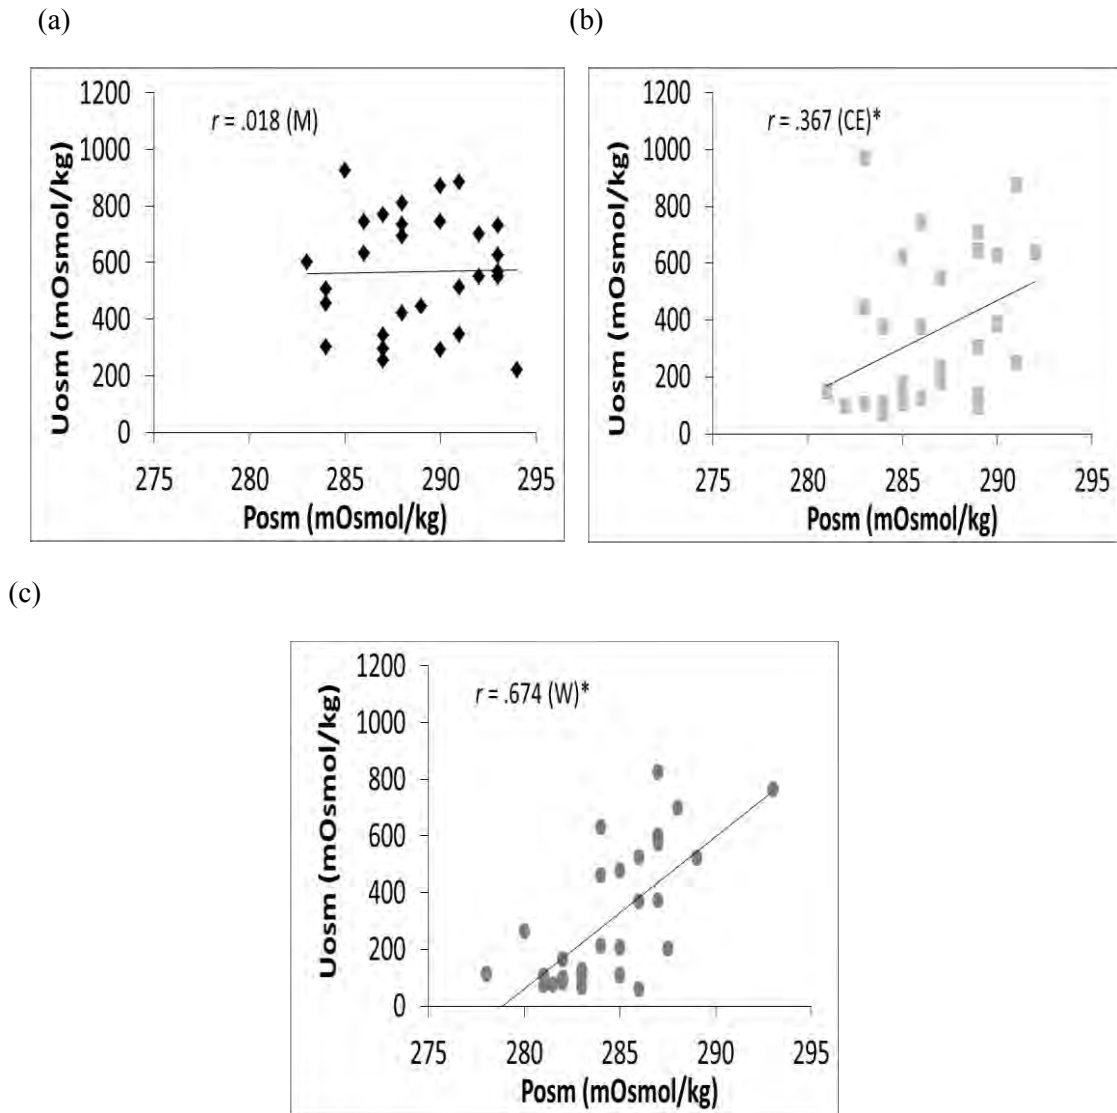 (a)
(b)
r = .018 (M)
Uosm (mOsmol/kg)
1200
1000
800
600
400
200
0
275 280 285 290 295
Posm (mOsmol/kg)
r = .367 (CE)*
Uosm (mOsmol/kg)
1200
1000
800
600
400
200
0
275 280 285 290 295
Posm (mOsmol/kg)
(c)
r = .674 (W)*
Uosm (mOsmol/kg)
1200
1000
800
600
400
200
0
275 280 285 290 295
Posm (mOsmol/kg)